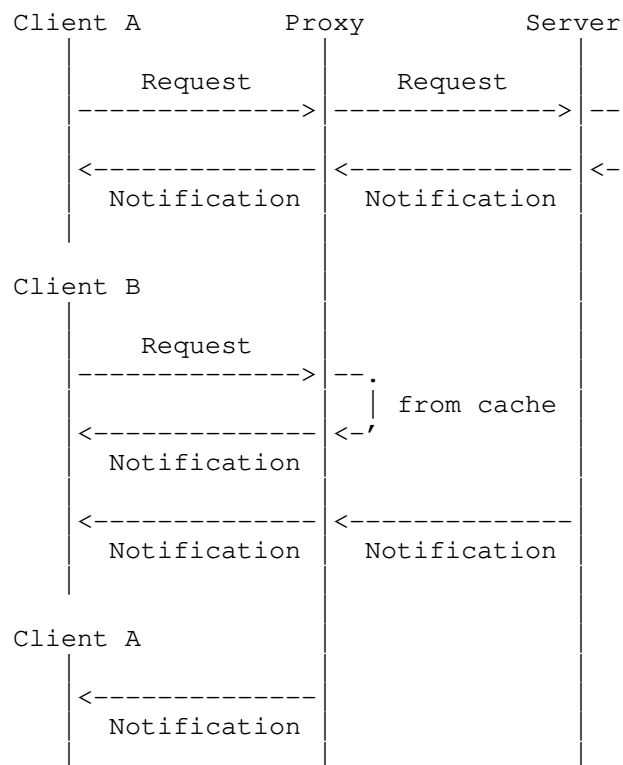 Client A Proxy Server
Request Request
Notification Notification
Client B
Request
from cache
Notification
Notification Notification
Client A
Notification